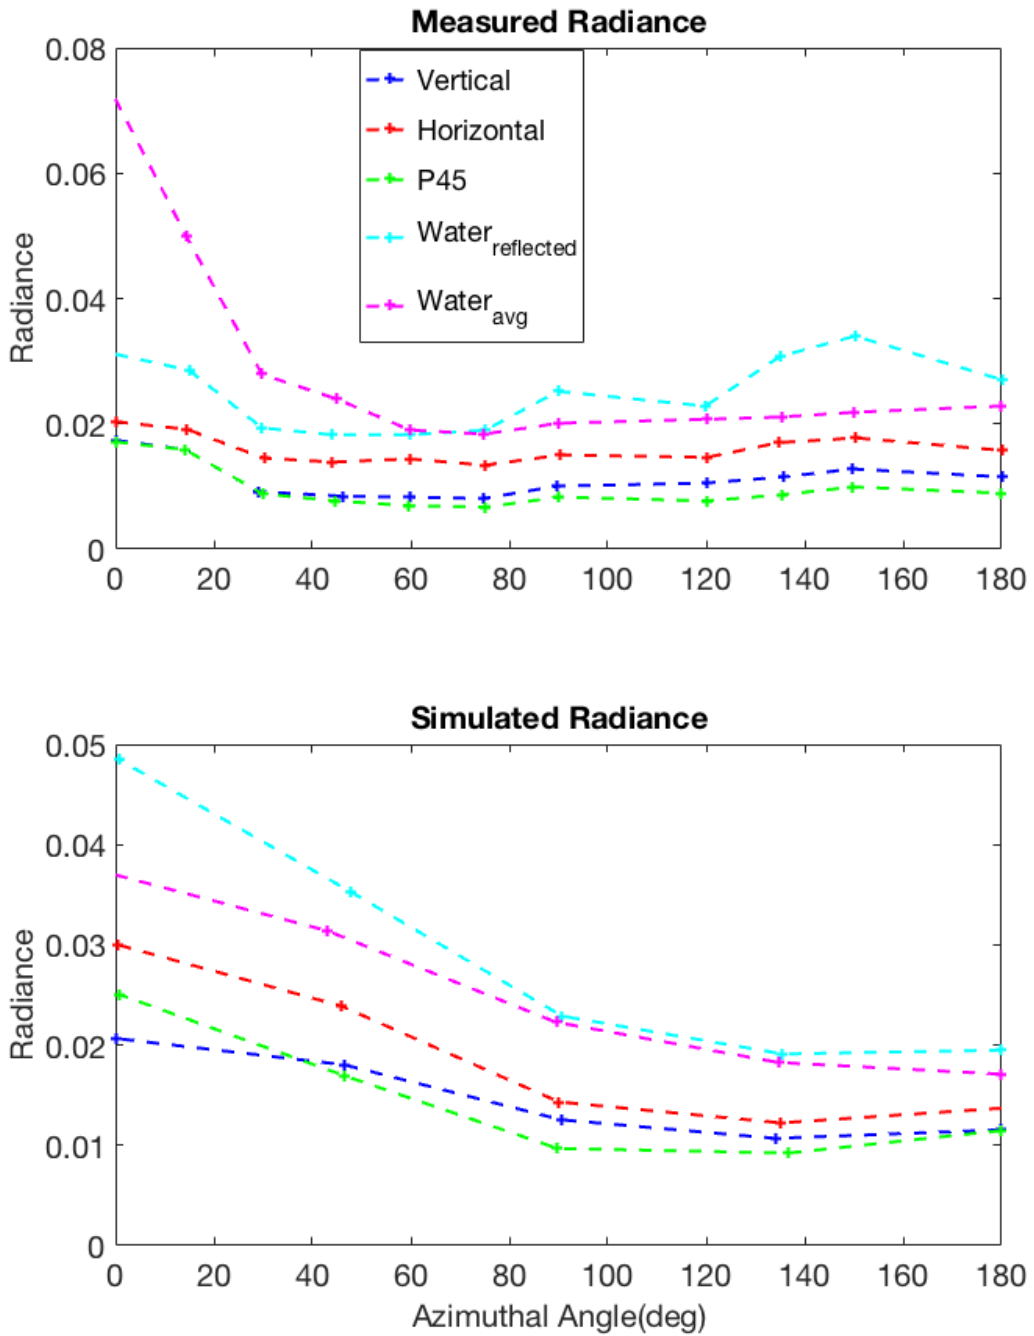 Measured Radiance
0.08
0.06
0.04
0.02
0
Radiance
Vertical
Horizontal
P45
Water reflected
Water avg
0 20 40 60 80 100 120 140 160 180
Simulated Radiance
0.05
0.04
0.03
0.02
0.01
0
Radiance
0 20 40 60 80 100 120 140 160 180
Azimuthal Angle(deg)